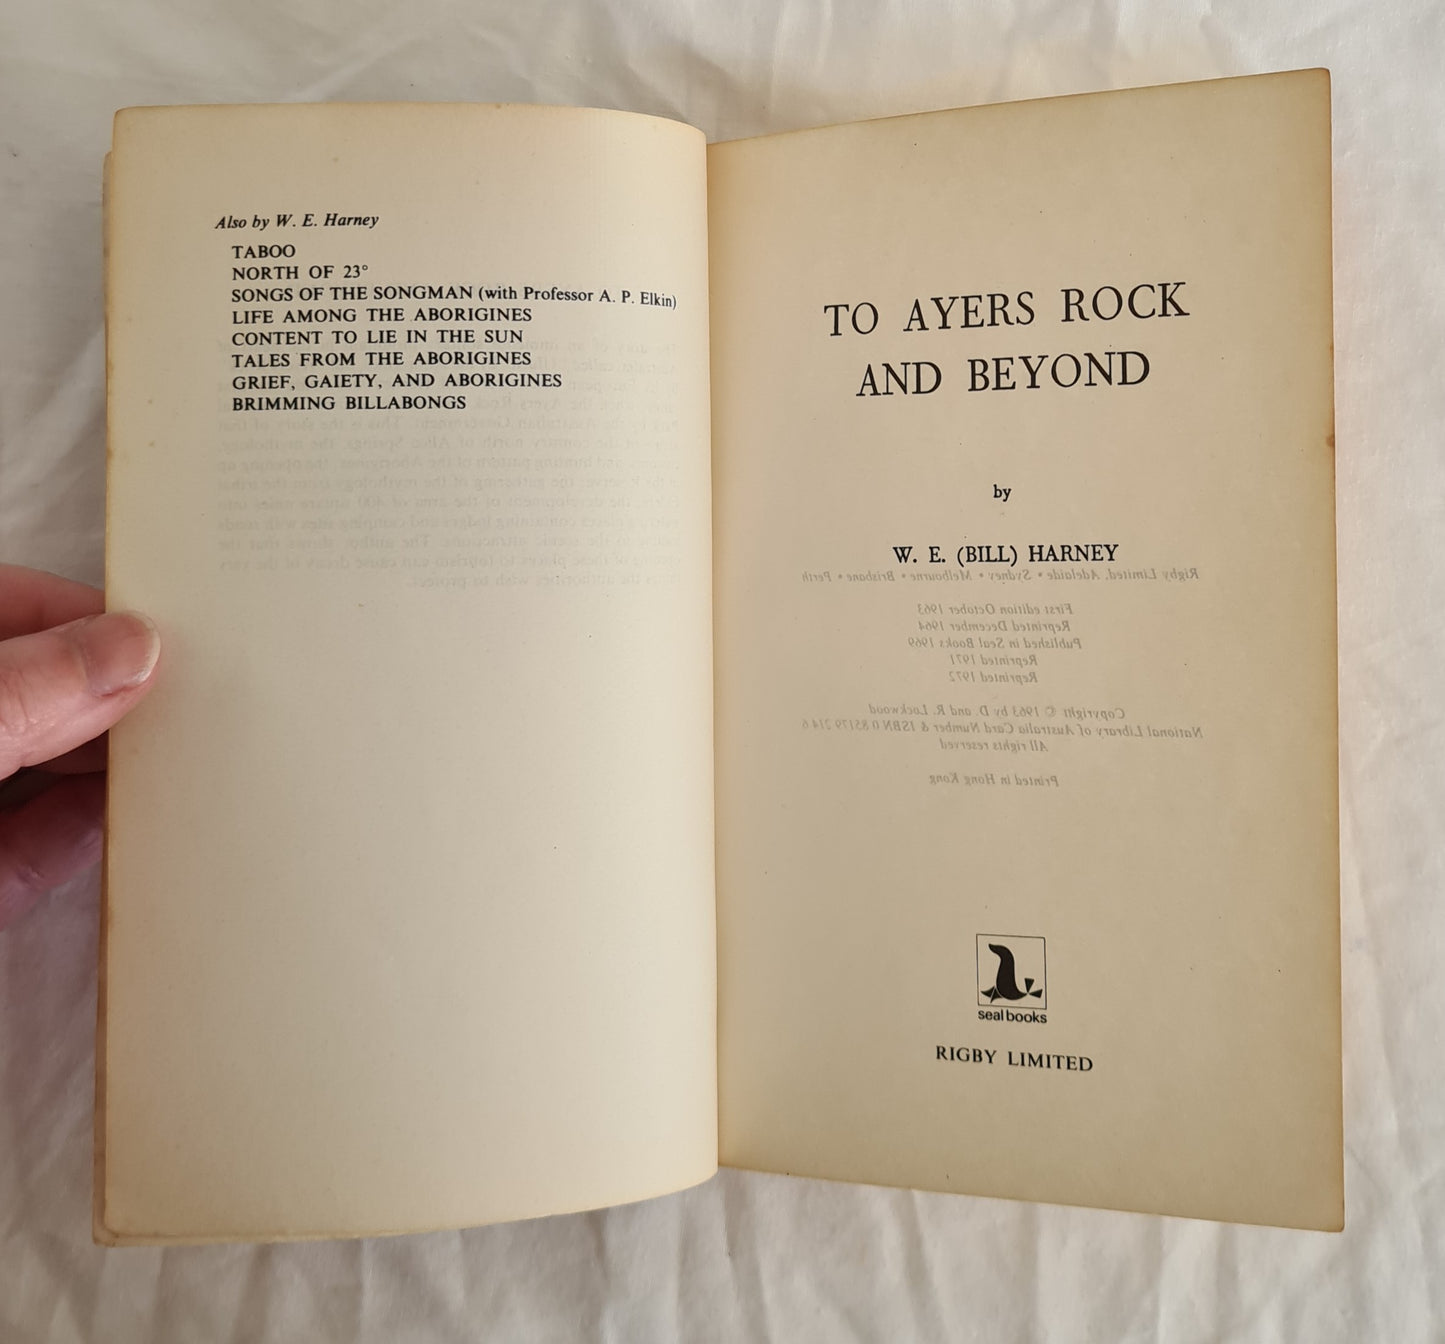 Also by W. E. Harney
TABOO
NORTH OF 23°
SONGS OF THE SONGMAN (with Professor A. P. Elkin)
LIFE AMONG THE ABORIGINES
CONTENT TO LIE IN THE SUN
TALES FROM THE ABORIGINES
GRIEF, GAIETY, AND ABORIGINES
BRIMMING BILLABONGS
TO AYERS ROCK
AND BEYOND
by
W. E. (BILL) HARNEY
Rigby Limited, Adelaide • Sydney • Melbourne • Brisbane • Perth
First edition October 1963
Reprinted December 1964
Published in Seal Books 1969
Reprinted 1971
Reprinted 1972
Copyright © 1963 by D. and R. Lockwood
National Library of Australia Card Number & ISBN 0 85179 214 6
All rights reserved
Printed in Hong Kong
seal books
RIGBY LIMITED